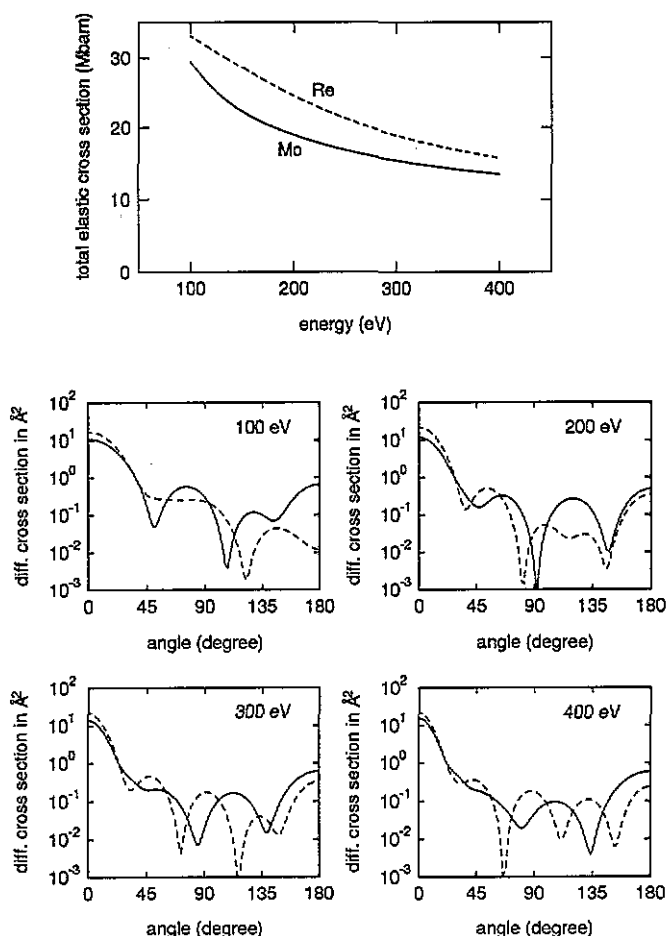 total elastic cross section (Mbarn)
30
20
10
0
Re
Mo
100 200 300 400
energy (eV)
diff. cross section in Å²
10² 10¹ 10⁰ 10⁻¹ 10⁻² 10⁻³
100 eV
0 45 90 135 180
angle (degree)
diff. cross section in Å²
10² 10¹ 10⁰ 10⁻¹ 10⁻² 10⁻³
200 eV
0 45 90 135 180
angle (degree)
diff. cross section in Å²
10² 10¹ 10⁰ 10⁻¹ 10⁻² 10⁻³
300 eV
0 45 90 135 180
angle (degree)
diff. cross section in Å²
10² 10¹ 10⁰ 10⁻¹ 10⁻² 10⁻³
400 eV
0 45 90 135 180
angle (degree)